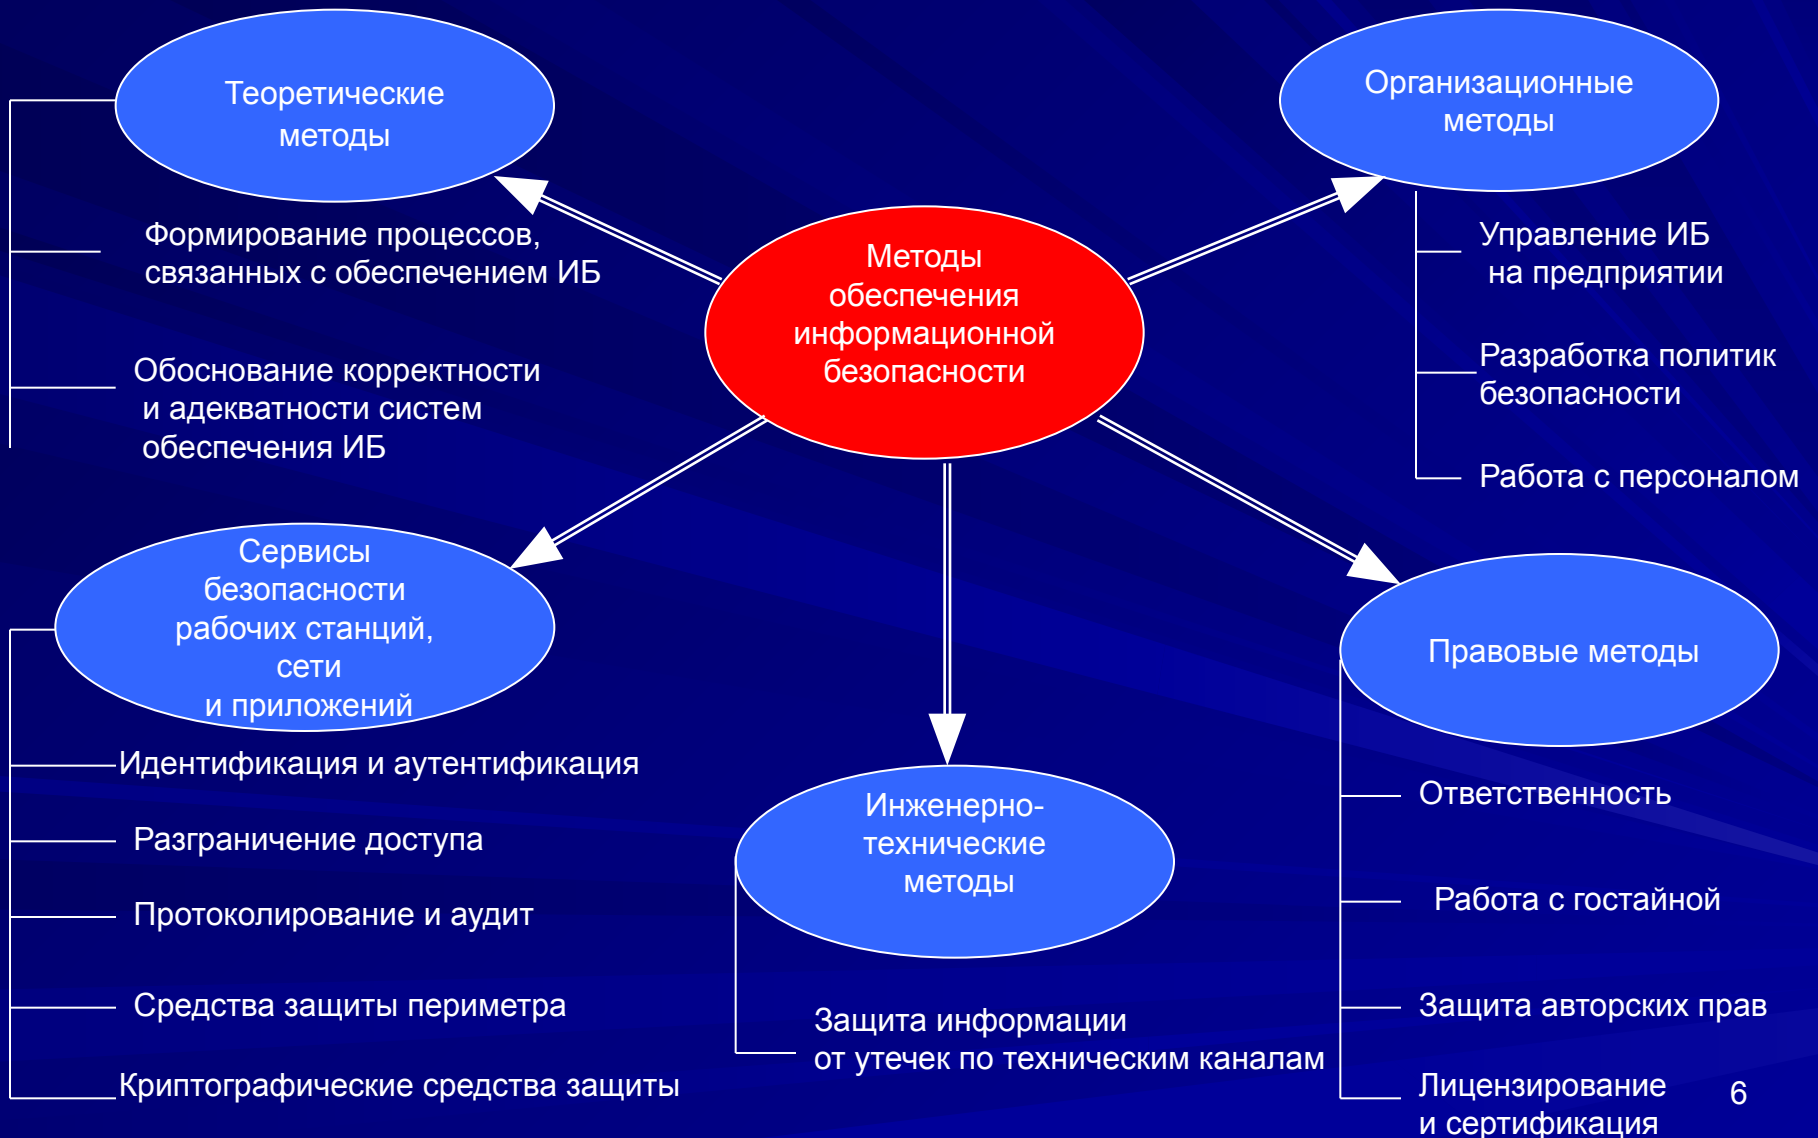 Теоретические
методы
Формирование процессов,
связанных с обеспечением ИБ
Обоснование корректности
и адекватности систем
обеспечения ИБ
Организационные
методы
Управление ИБ
на предприятии
Разработка политик
безопасности
Работа с персоналом
Методы
обеспечения
информационной
безопасности
Сервисы
безопасности
рабочих станций,
сети
и приложений
Идентификация и аутентификация
Разграничение доступа
Протоколирование и аудит
Средства защиты периметра
Криптографические средства защиты
Инженерно-
технические
методы
Защита информации
от утечек по техническим каналам
Правовые методы
Ответственность
Работа с гостайной
Защита авторских прав
Лицензирование
и сертификация
6